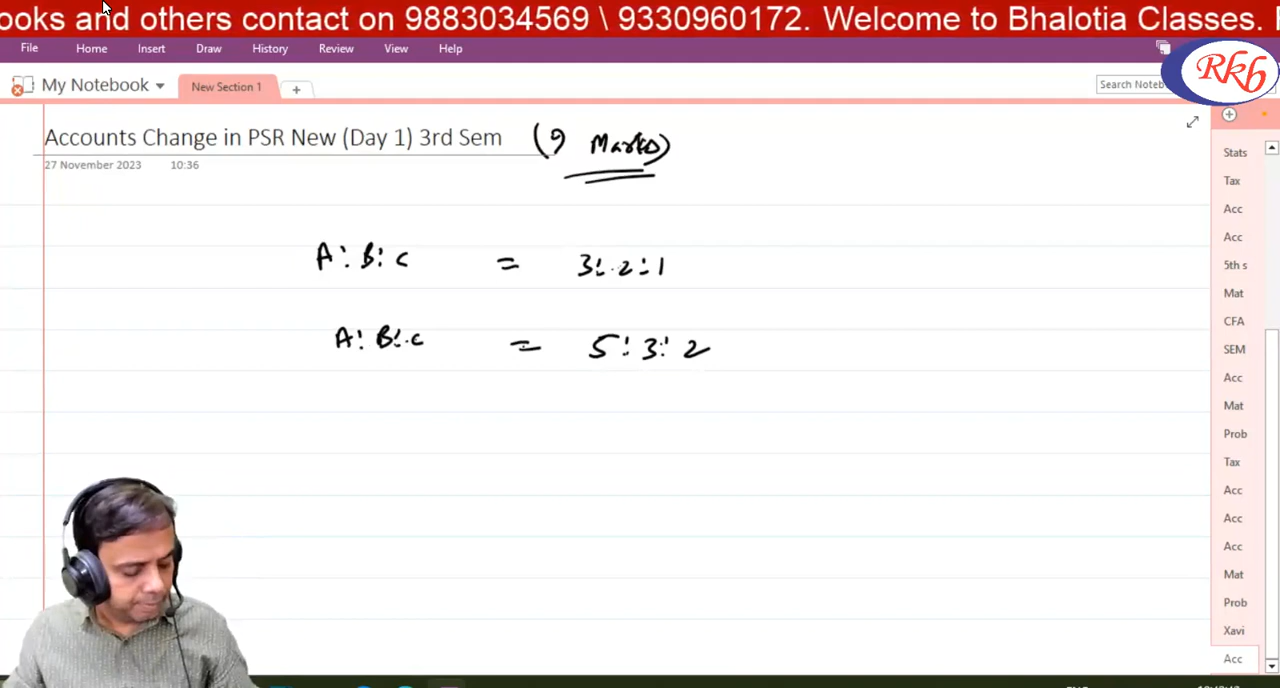 ooks and others contact on 9883034569 \ 9330960172. Welcome to Bhalotia Classes.
File Home Insert Draw History Review View Help
Rkb
My Notebook New Section 1 + Search Noteb
Accounts Change in PSR New (Day 1) 3rd Sem (9 Marks)
27 November 2023 10:36
A:B:C = 3:2:1
A:B:C = 5:3:2
Stats
Tax
Acc
Acc
5th s
Mat
CFA
SEM
Acc
Mat
Prob
Tax
Acc
Acc
Acc
Mat
Prob
Xavi
Acc